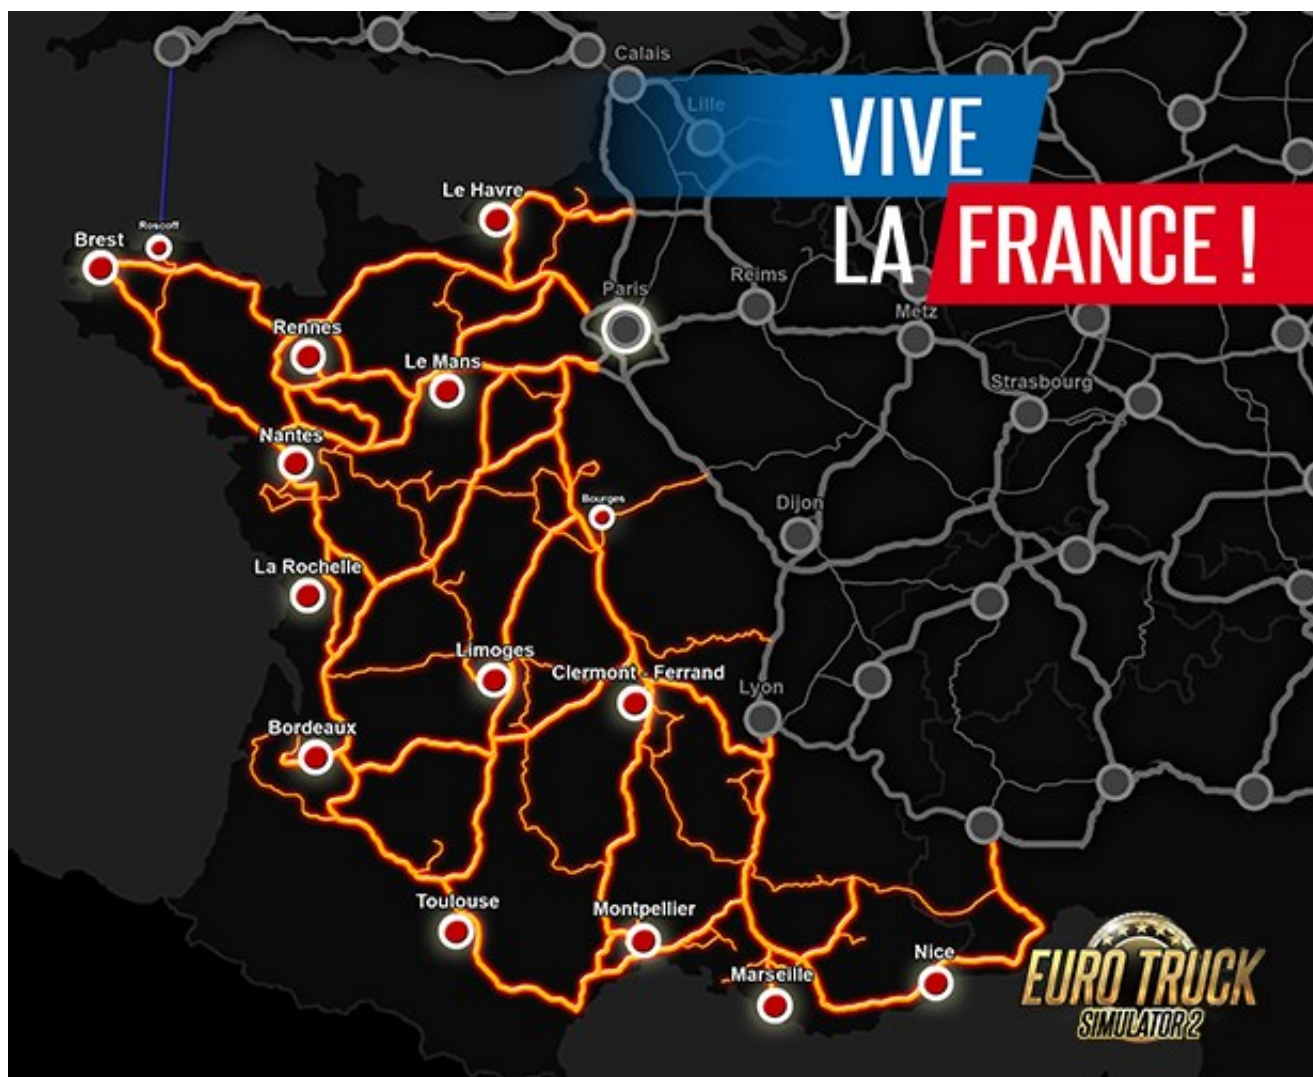 Calais
Lille
VIVE
LA FRANCE !
Le Havre
Roscoff
Brest
Reims
Paris
Metz
Rennes
Le Mans
Strasbourg
Nantes
Bourges
Dijon
La Rochelle
Limoges
Clermont - Ferrand
Lyon
Bordeaux
Toulouse
Montpellier
Nice
Marseille
EURO TRUCK
SIMULATOR 2